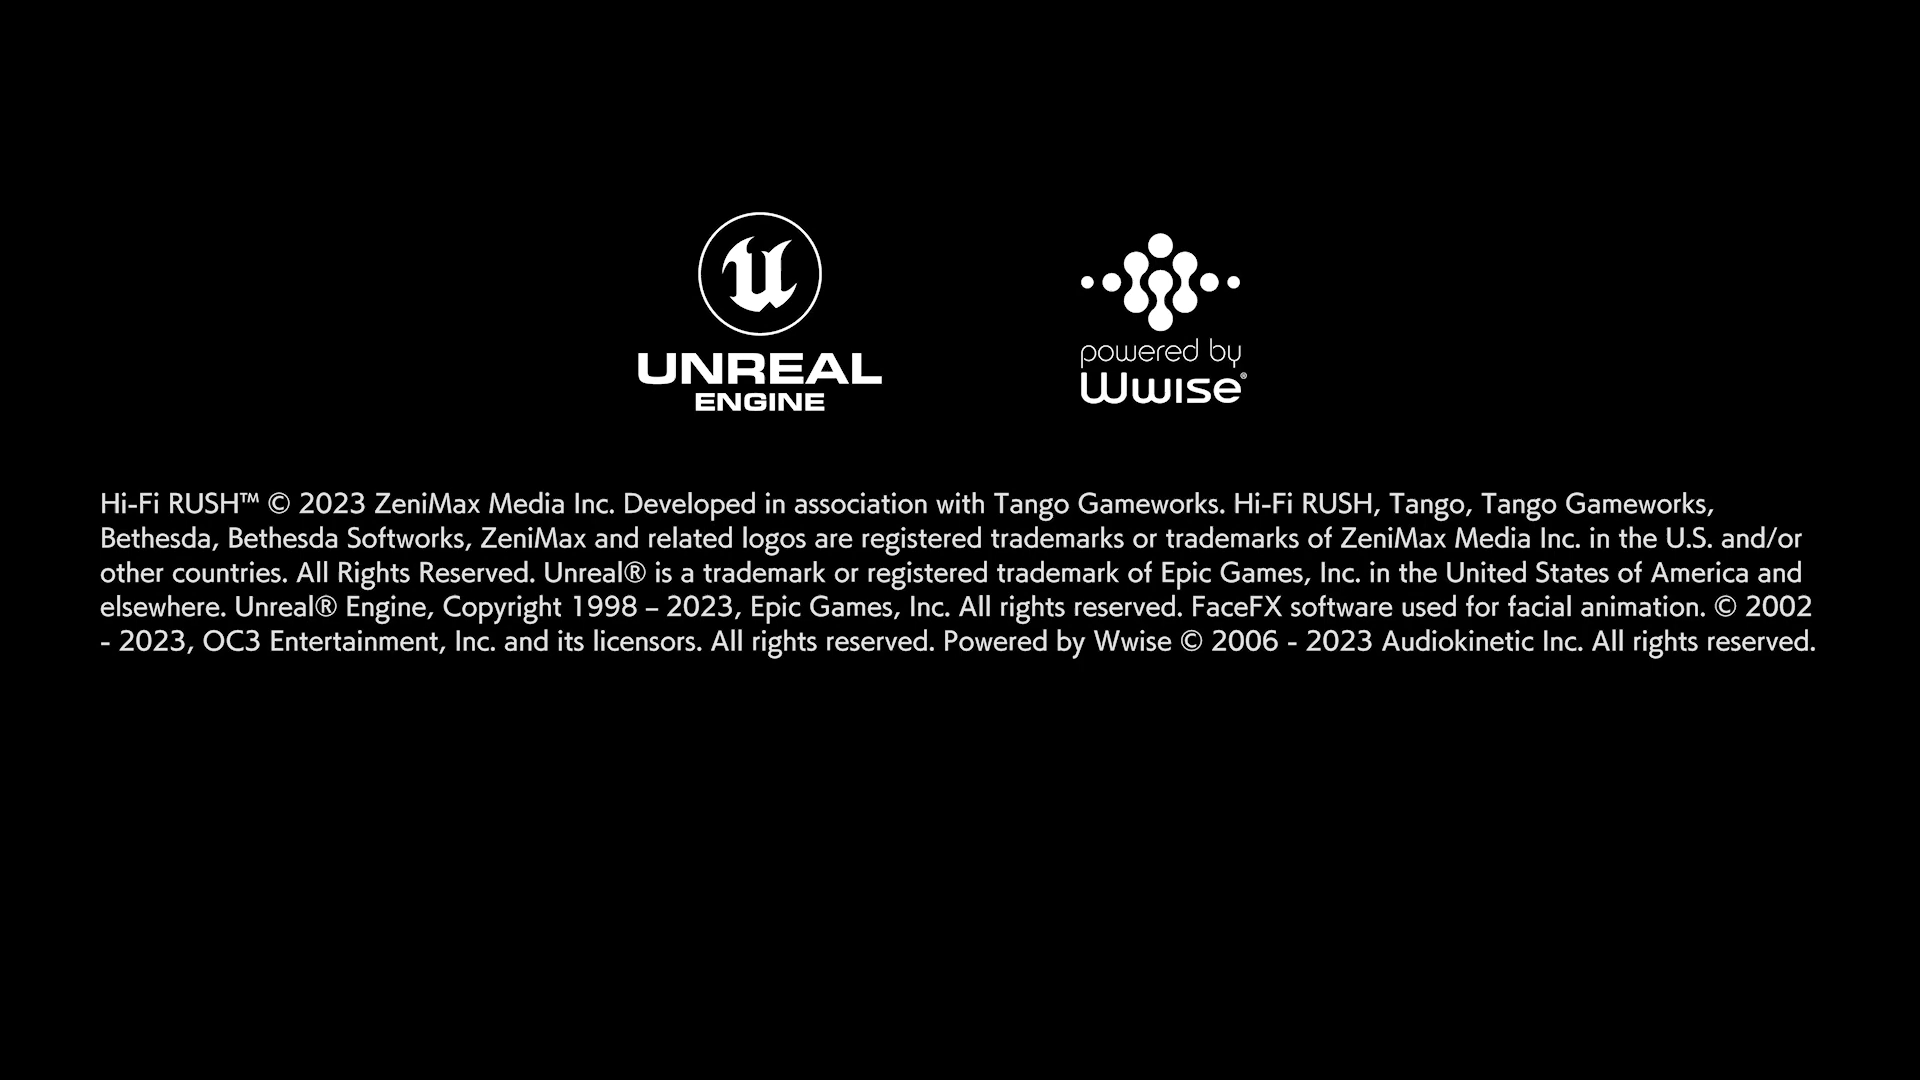 UNREAL
ENGINE
powered by
Wwise®
Hi-Fi RUSH™ © 2023 ZeniMax Media Inc. Developed in association with Tango Gameworks. Hi-Fi RUSH, Tango, Tango Gameworks,
Bethesda, Bethesda Softworks, ZeniMax and related logos are registered trademarks or trademarks of ZeniMax Media Inc. in the U.S. and/or
other countries. All Rights Reserved. Unreal® is a trademark or registered trademark of Epic Games, Inc. in the United States of America and
elsewhere. Unreal® Engine, Copyright 1998 – 2023, Epic Games, Inc. All rights reserved. FaceFX software used for facial animation. © 2002
- 2023, OC3 Entertainment, Inc. and its licensors. All rights reserved. Powered by Wwise © 2006 - 2023 Audiokinetic Inc. All rights reserved.